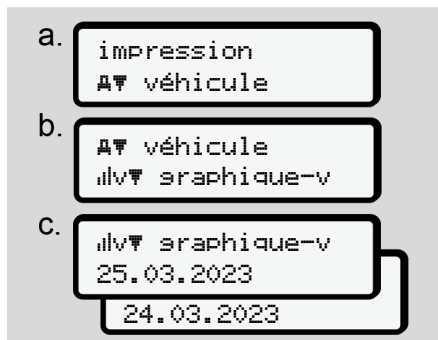 a.
impression
véhicule
b.
véhicule
v graphique-v
c.
v graphique-v
25.03.2023
24.03.2023